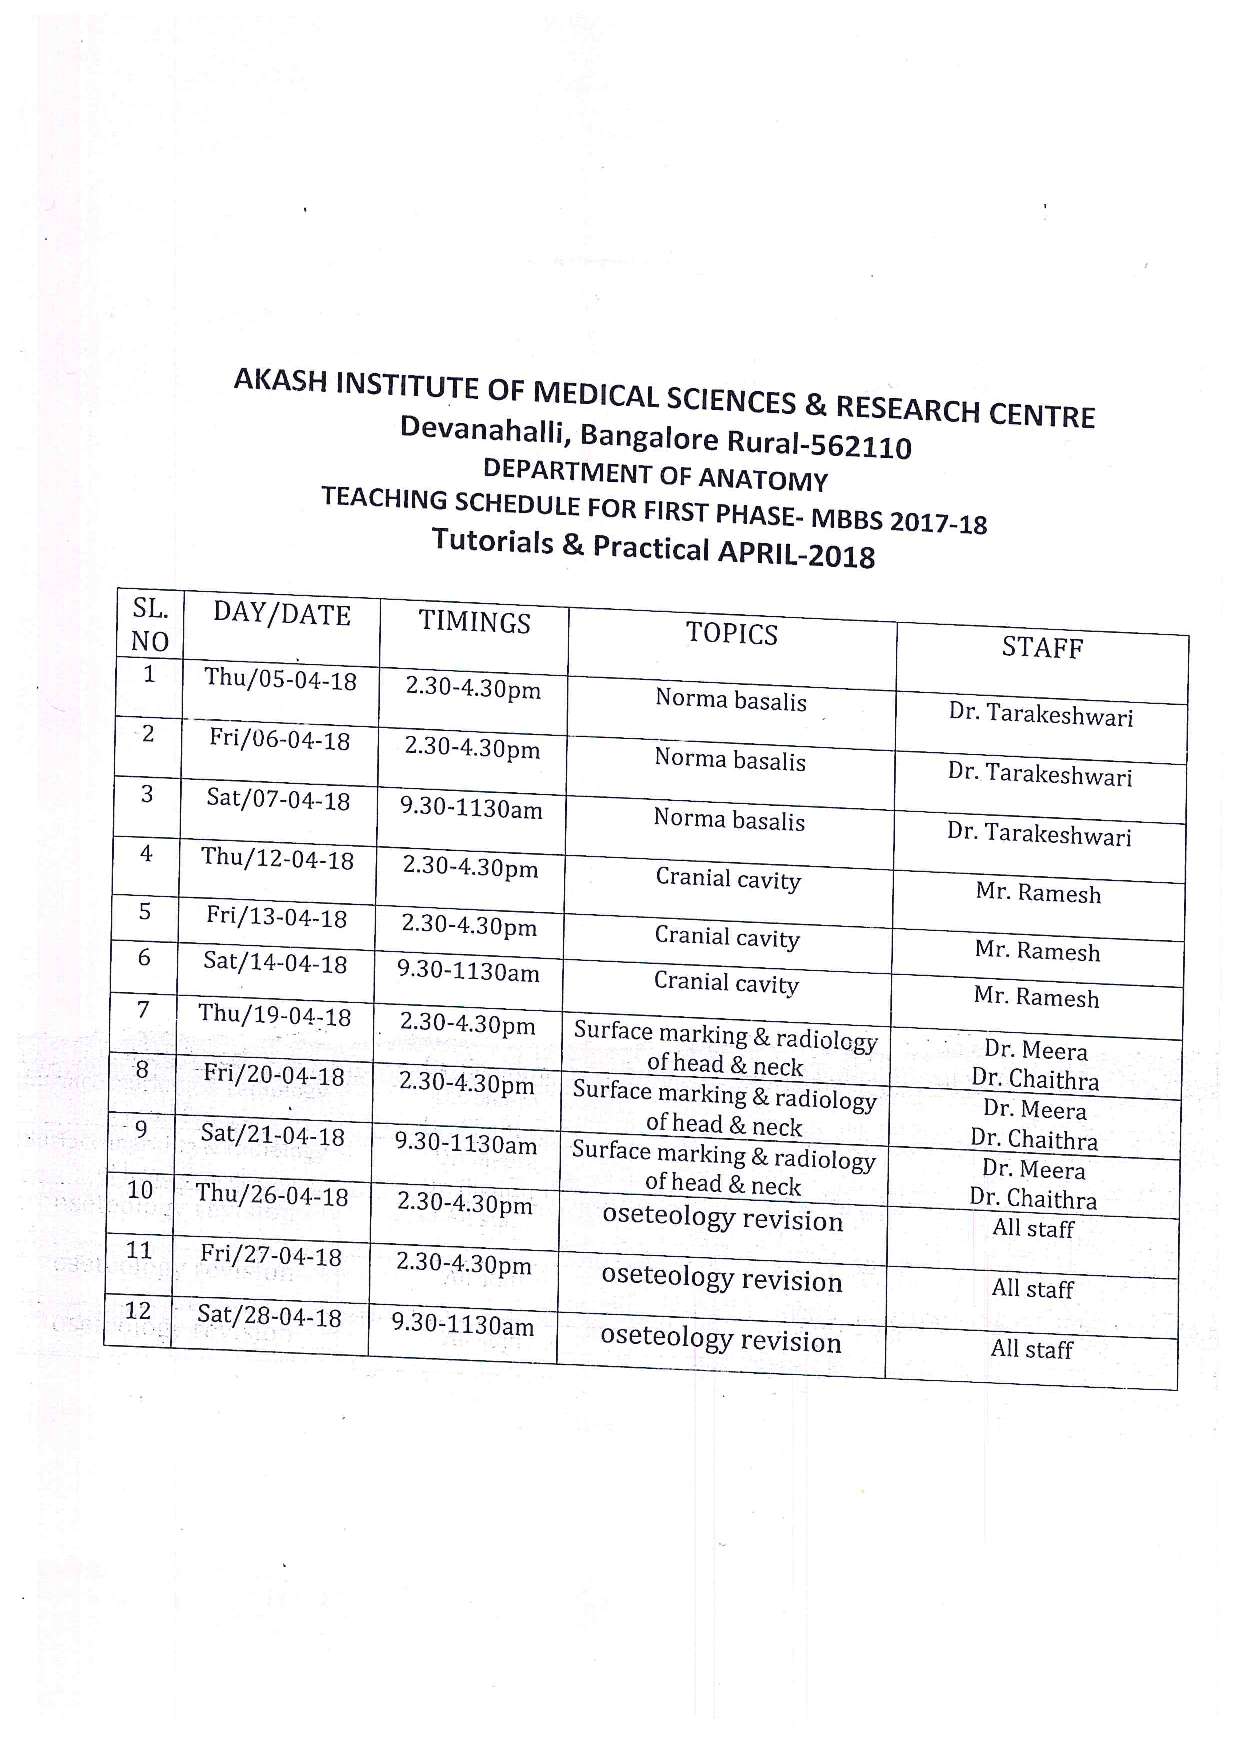 AKASH INSTITUTE OF MEDICAL SCIENCES & RESEARCH CENTRE
Devanahalli, Bangalore Rural-562110
DEPARTMENT OF ANATOMY
TEACHING SCHEDULE FOR FIRST PHASE- MBBS 2017-18
Tutorials & Practical APRIL-2018
SL. NO DAY/DATE TIMINGS TOPICS STAFF
1 Thu/05-04-18 2.30-4.30pm Norma basalis Dr. Tarakeshwari
2 Fri/06-04-18 2.30-4.30pm Norma basalis Dr. Tarakeshwari
3 Sat/07-04-18 9.30-1130am Norma basalis Dr. Tarakeshwari
4 Thu/12-04-18 2.30-4.30pm Cranial cavity Mr. Ramesh
5 Fri/13-04-18 2.30-4.30pm Cranial cavity Mr. Ramesh
6 Sat/14-04-18 9.30-1130am Cranial cavity Mr. Ramesh
7 Thu/19-04-18 2.30-4.30pm Surface marking & radiology Dr. Meera
of head & neck Dr. Chaithra
8 Fri/20-04-18 2.30-4.30pm Surface marking & radiology Dr. Meera
of head & neck Dr. Chaithra
9 Sat/21-04-18 9.30-1130am Surface marking & radiology Dr. Meera
of head & neck Dr. Chaithra
10 Thu/26-04-18 2.30-4.30pm oseteology revision All staff
11 Fri/27-04-18 2.30-4.30pm oseteology revision All staff
12 Sat/28-04-18 9.30-1130am oseteology revision All staff